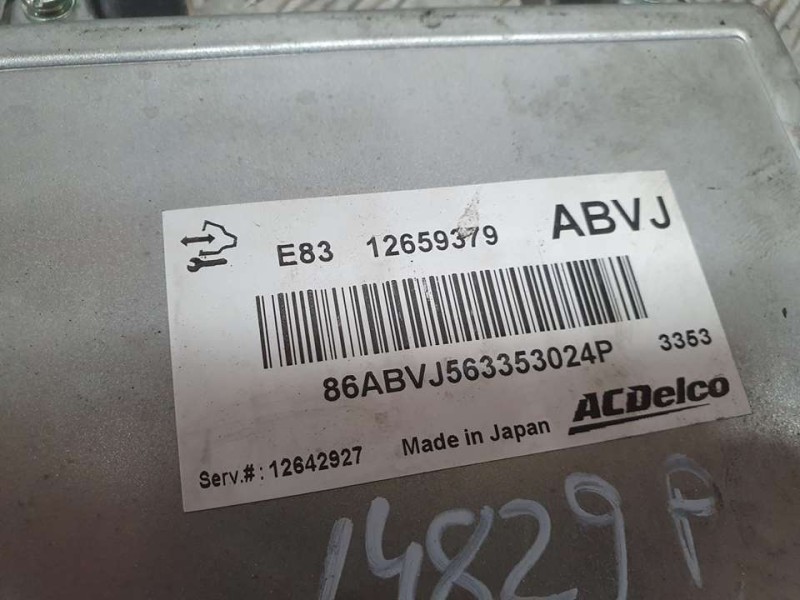 E83 12659379 ABVJ
86ABVJ563353024P 3353
Serv.#: 12642927 Made in Japan ACDelco
14829 P